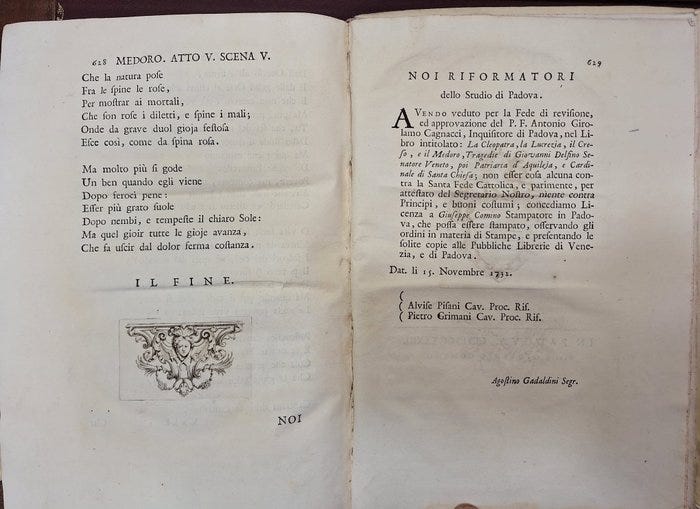 628 MEDORO. ATTO V. SCENA V.
Che la natura pose
Fra le spine le rose,
Per mostrar ai mortali,
Che son rose i diletti, e spine i mali;
Onde da grave duol gioja festosa
Esce così, come da spina rosa.
Ma molto più si gode
Un ben quando egli viene
Dopo feroci pene:
Esser più grato suole
Dopo nembi, e tempeste il chiaro Sole:
Ma quel gioir tutte le gioje avanza,
Che fa uscir dal dolor ferma costanza.
IL FINE.
NOI
629
NOI RIFORMATORI
dello Studio di Padova.
AVENDO veduto per la Fede di revisione,
ed approvazione del P. F. Antonio Giro-
lamo Cagnacci, Inquisitore di Padova, nel Li-
bro intitolato: La Cleopatra, la Lucrezia, il Cre-
so, e il Medoro, Tragedie di Giovanni Delfino Se-
natore Veneto, poi Patriarca d'Aquileja, e Cardi-
nale di Santa Chiesa; non esser cosa alcuna con-
tra la Santa Fede Cattolica, e parimente, per
attestato del Segretario Nostro, niente contro
Principi, e buoni costumi; concediamo Li-
cenza a Giuseppe Comino Stampatore in Pado-
va, che possa essere stampato, osservando gli
ordini in materia di Stampe, e presentando le
solite copie alle Pubbliche Librerie di Vene-
zia, e di Padova.
Dat. li 15. Novembre 1732.
( Alvise Pisani Cav. Proc. Rif.
( Pietro Grimani Cav. Proc. Rif.
Agostino Gadaldini Segr.